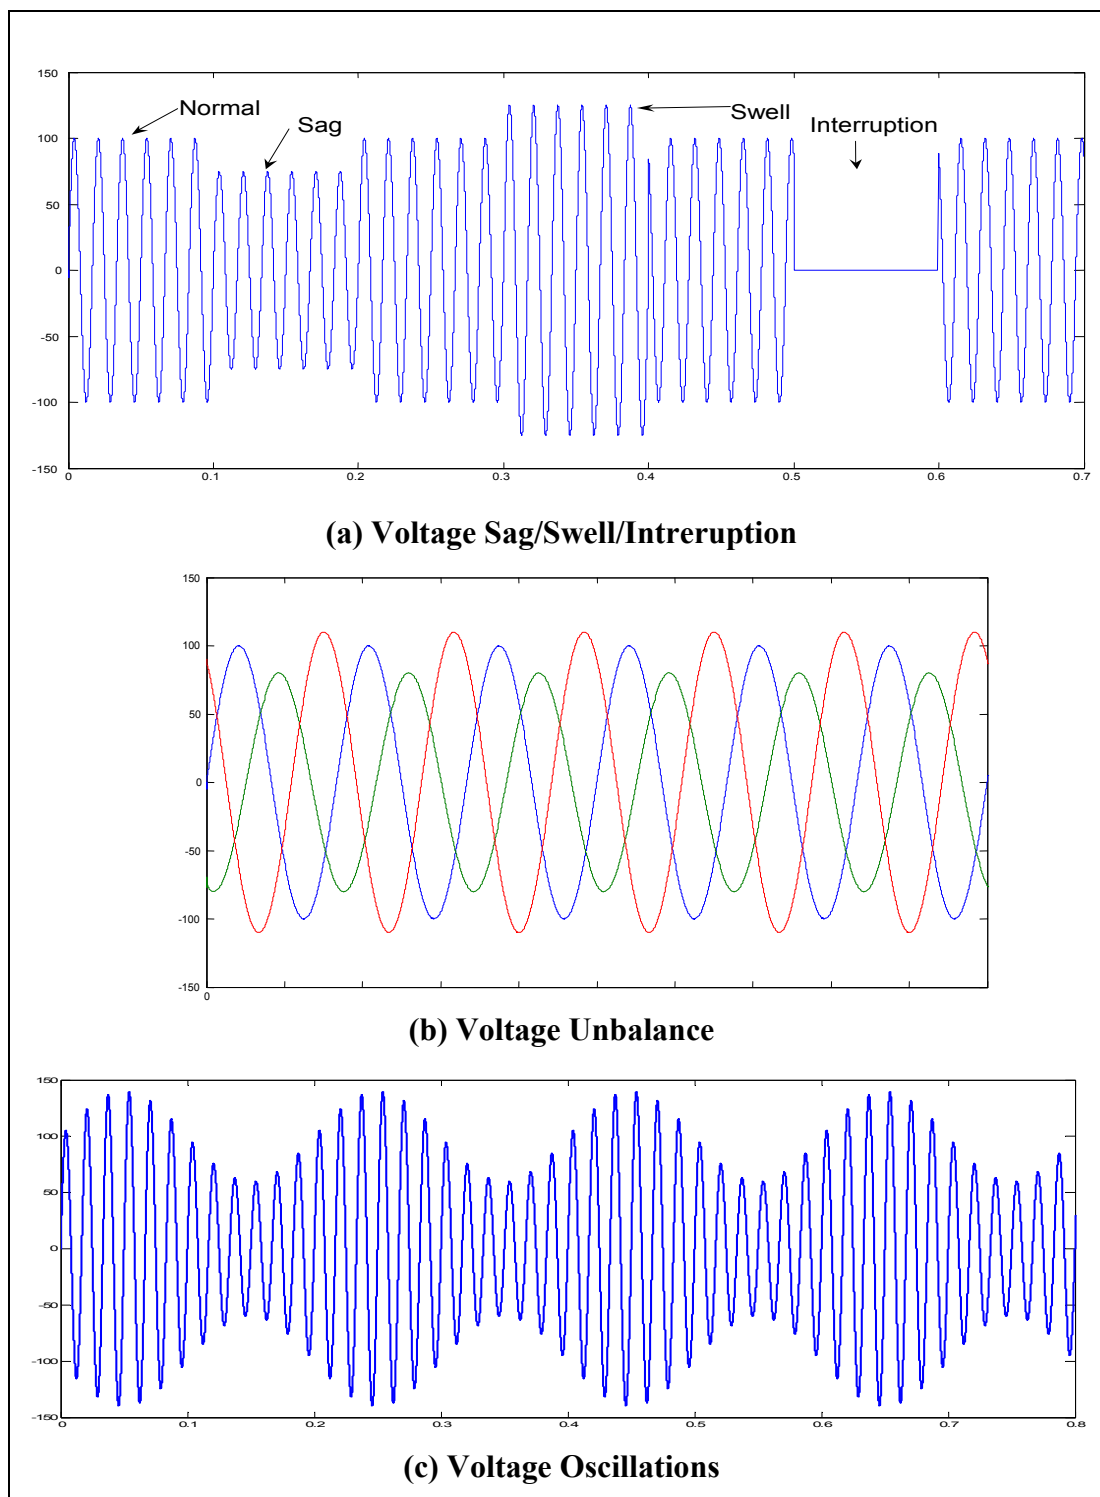 150
100
50
0
-50
-100
-150
Normal
Sag
Swell
Interruption
0 0.1 0.2 0.3 0.4 0.5 0.6 0.7
(a) Voltage Sag/Swell/Intreruption
150
100
50
0
-50
-100
-150
0
(b) Voltage Unbalance
150
100
50
0
-50
-100
-150
0 0.1 0.2 0.3 0.4 0.5 0.6 0.7 0.8
(c) Voltage Oscillations